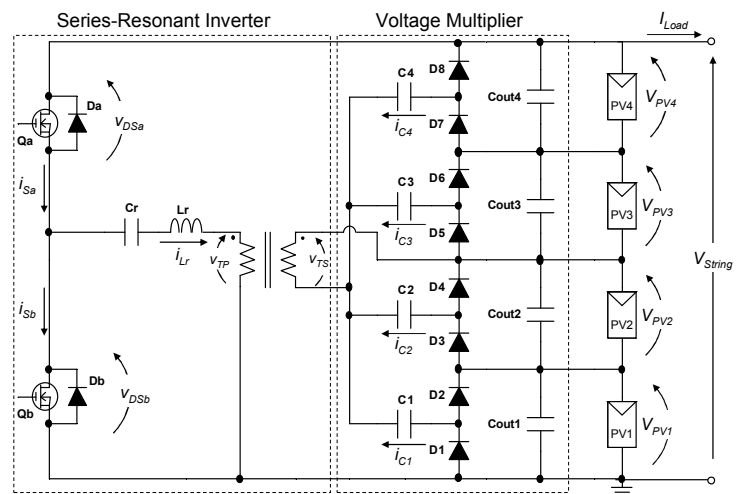 Series-Resonant Inverter
Voltage Multiplier
I_Load
D8
C4
Da
Cout4
v_DSa
PV4
V_PV4
Qa
D7
i_C4
i_Sa
D6
C3
Cr
Lr
Cout3
PV3
V_PV3
i_C3
D5
i_Lr
v_TP
v_TS
V_String
D4
i_Sb
C2
Cout2
PV2
V_PV2
i_C2
D3
Db
v_DSb
D2
Qb
C1
Cout1
PV1
V_PV1
i_C1
D1